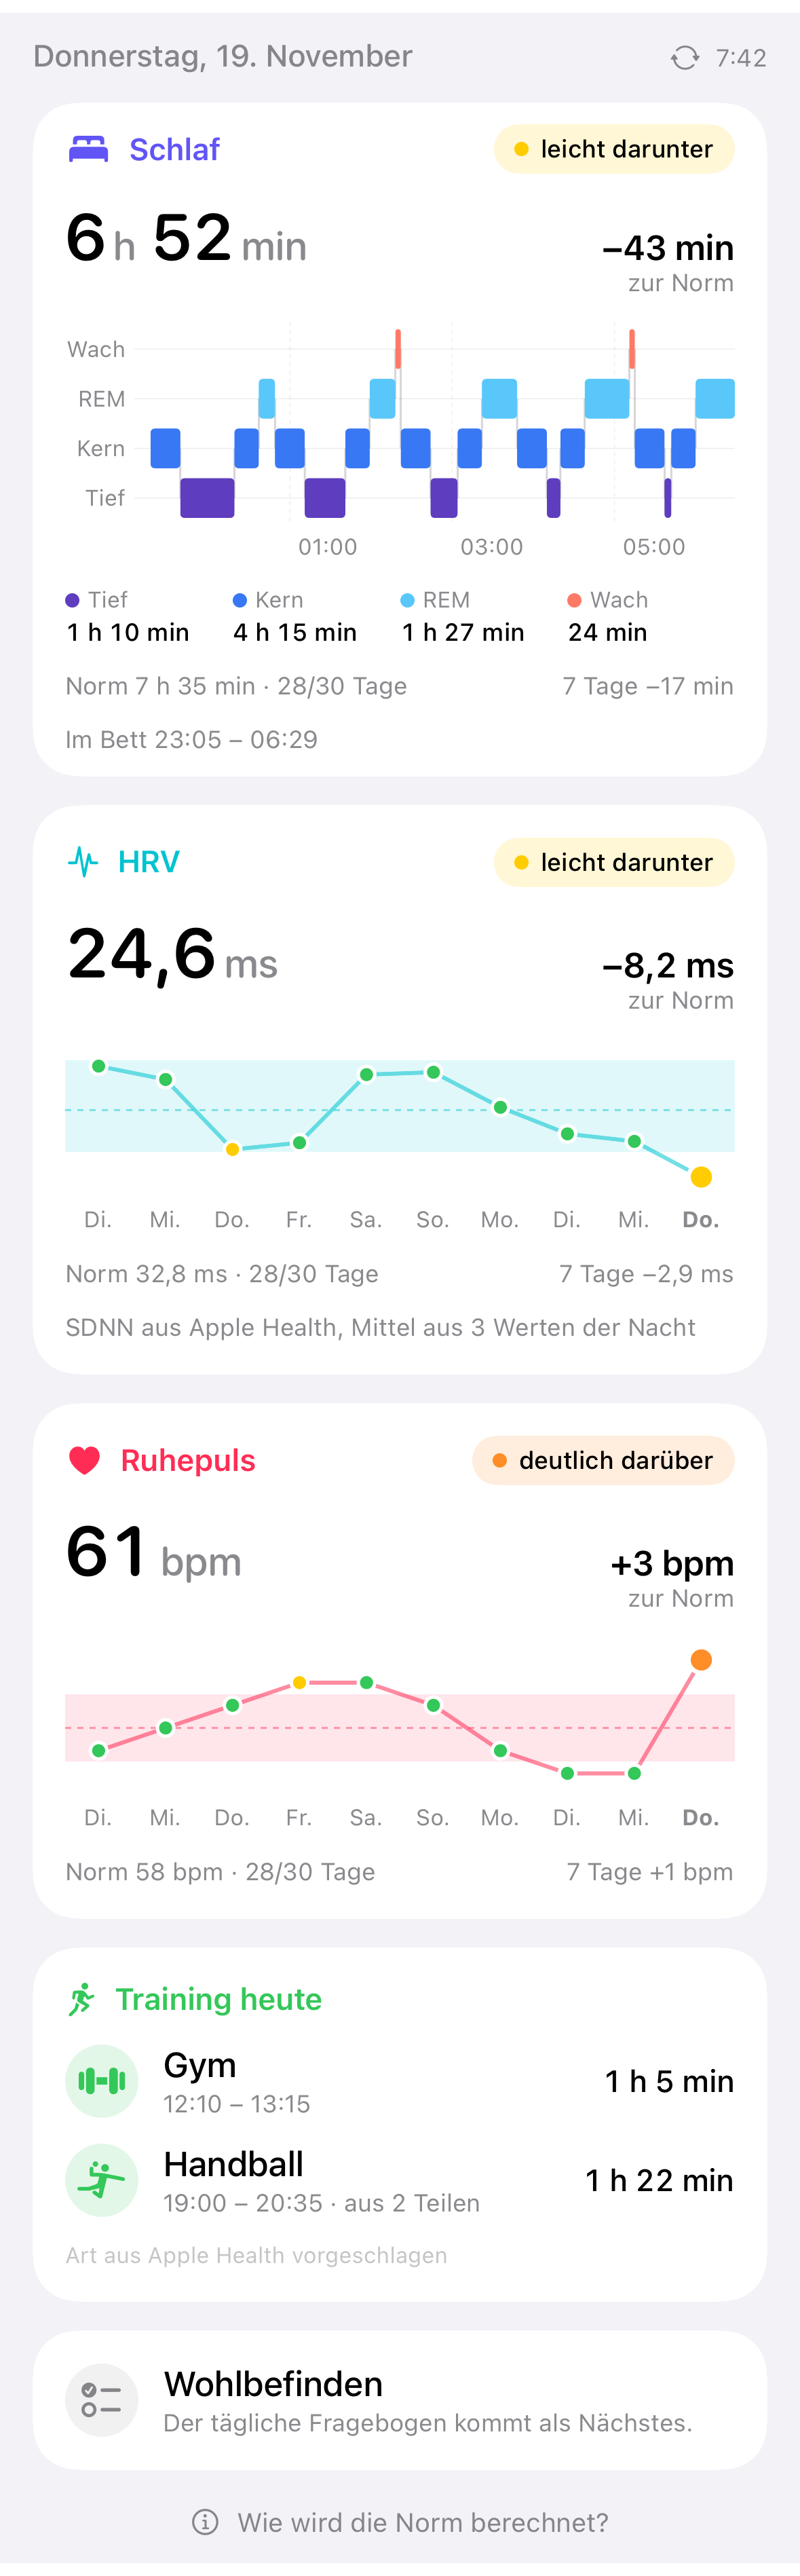 Donnerstag, 19. November 7:42
Schlaf leicht darunter
6 h 52 min −43 min
zur Norm
Wach
REM
Kern
Tief
01:00 03:00 05:00
Tief Kern REM Wach
1 h 10 min 4 h 15 min 1 h 27 min 24 min
Norm 7 h 35 min · 28/30 Tage 7 Tage −17 min
Im Bett 23:05 – 06:29
HRV leicht darunter
24,6 ms −8,2 ms
zur Norm
Di. Mi. Do. Fr. Sa. So. Mo. Di. Mi. Do.
Norm 32,8 ms · 28/30 Tage 7 Tage −2,9 ms
SDNN aus Apple Health, Mittel aus 3 Werten der Nacht
Ruhepuls deutlich darüber
61 bpm +3 bpm
zur Norm
Di. Mi. Do. Fr. Sa. So. Mo. Di. Mi. Do.
Norm 58 bpm · 28/30 Tage 7 Tage +1 bpm
Training heute
Gym 1 h 5 min
12:10 – 13:15
Handball 1 h 22 min
19:00 – 20:35 · aus 2 Teilen
Art aus Apple Health vorgeschlagen
Wohlbefinden
Der tägliche Fragebogen kommt als Nächstes.
Wie wird die Norm berechnet?